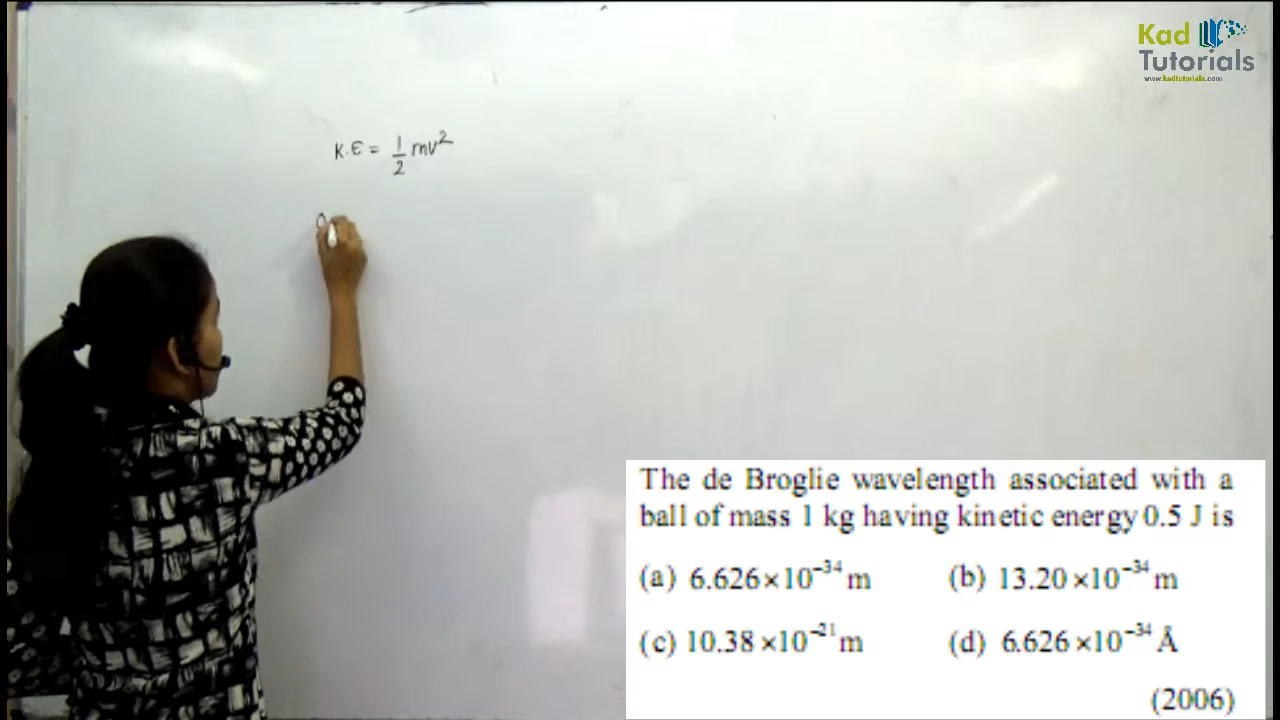 Kad
Tutorials
www.kadtutorials.com
K.E = 1/2 mv²
0
The de Broglie wavelength associated with a
ball of mass 1 kg having kinetic energy 0.5 J is
(a) 6.626×10⁻³⁴ m (b) 13.20×10⁻³⁴ m
(c) 10.38×10⁻²¹ m (d) 6.626×10⁻³⁴ Å
(2006)